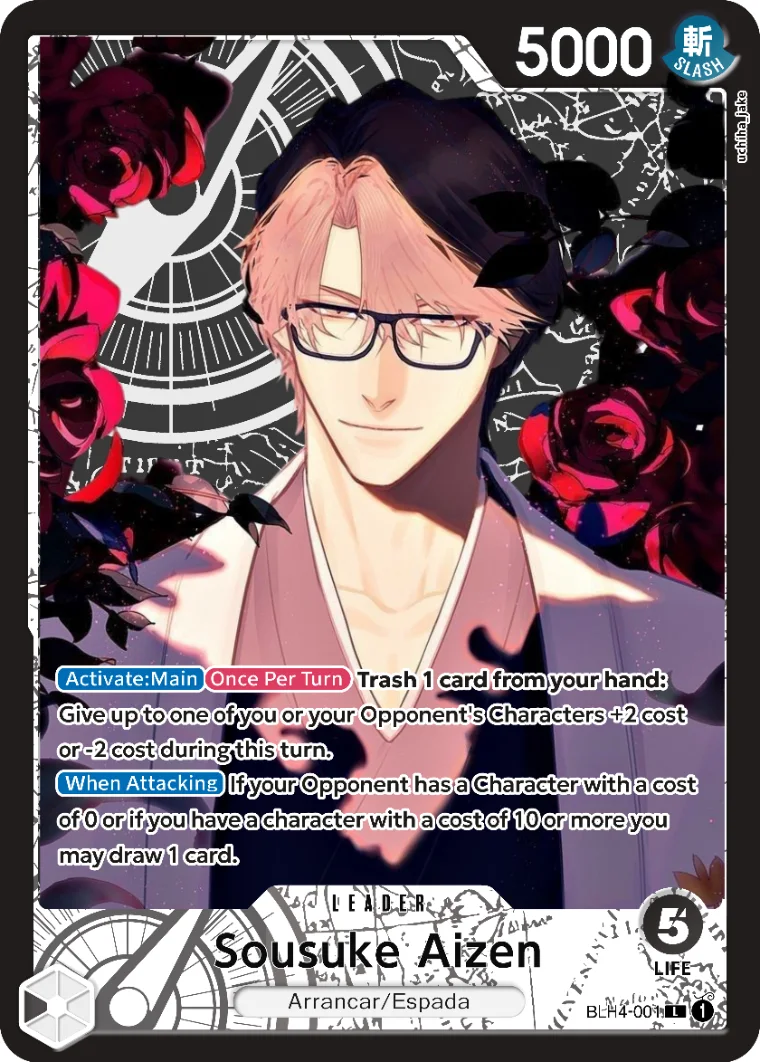 5000
斬
SLASH
uchiha_jake
Activate:Main Once Per Turn Trash 1 card from your hand:
Give up to one of you or your Opponent's Characters +2 cost
or -2 cost during this turn.
When Attacking If your Opponent has a Character with a cost
of 0 or if you have a character with a cost of 10 or more you
may draw 1 card.
LEADER
Sousuke Aizen
Arrancar/Espada
5
LIFE
BLH4-001 L 1